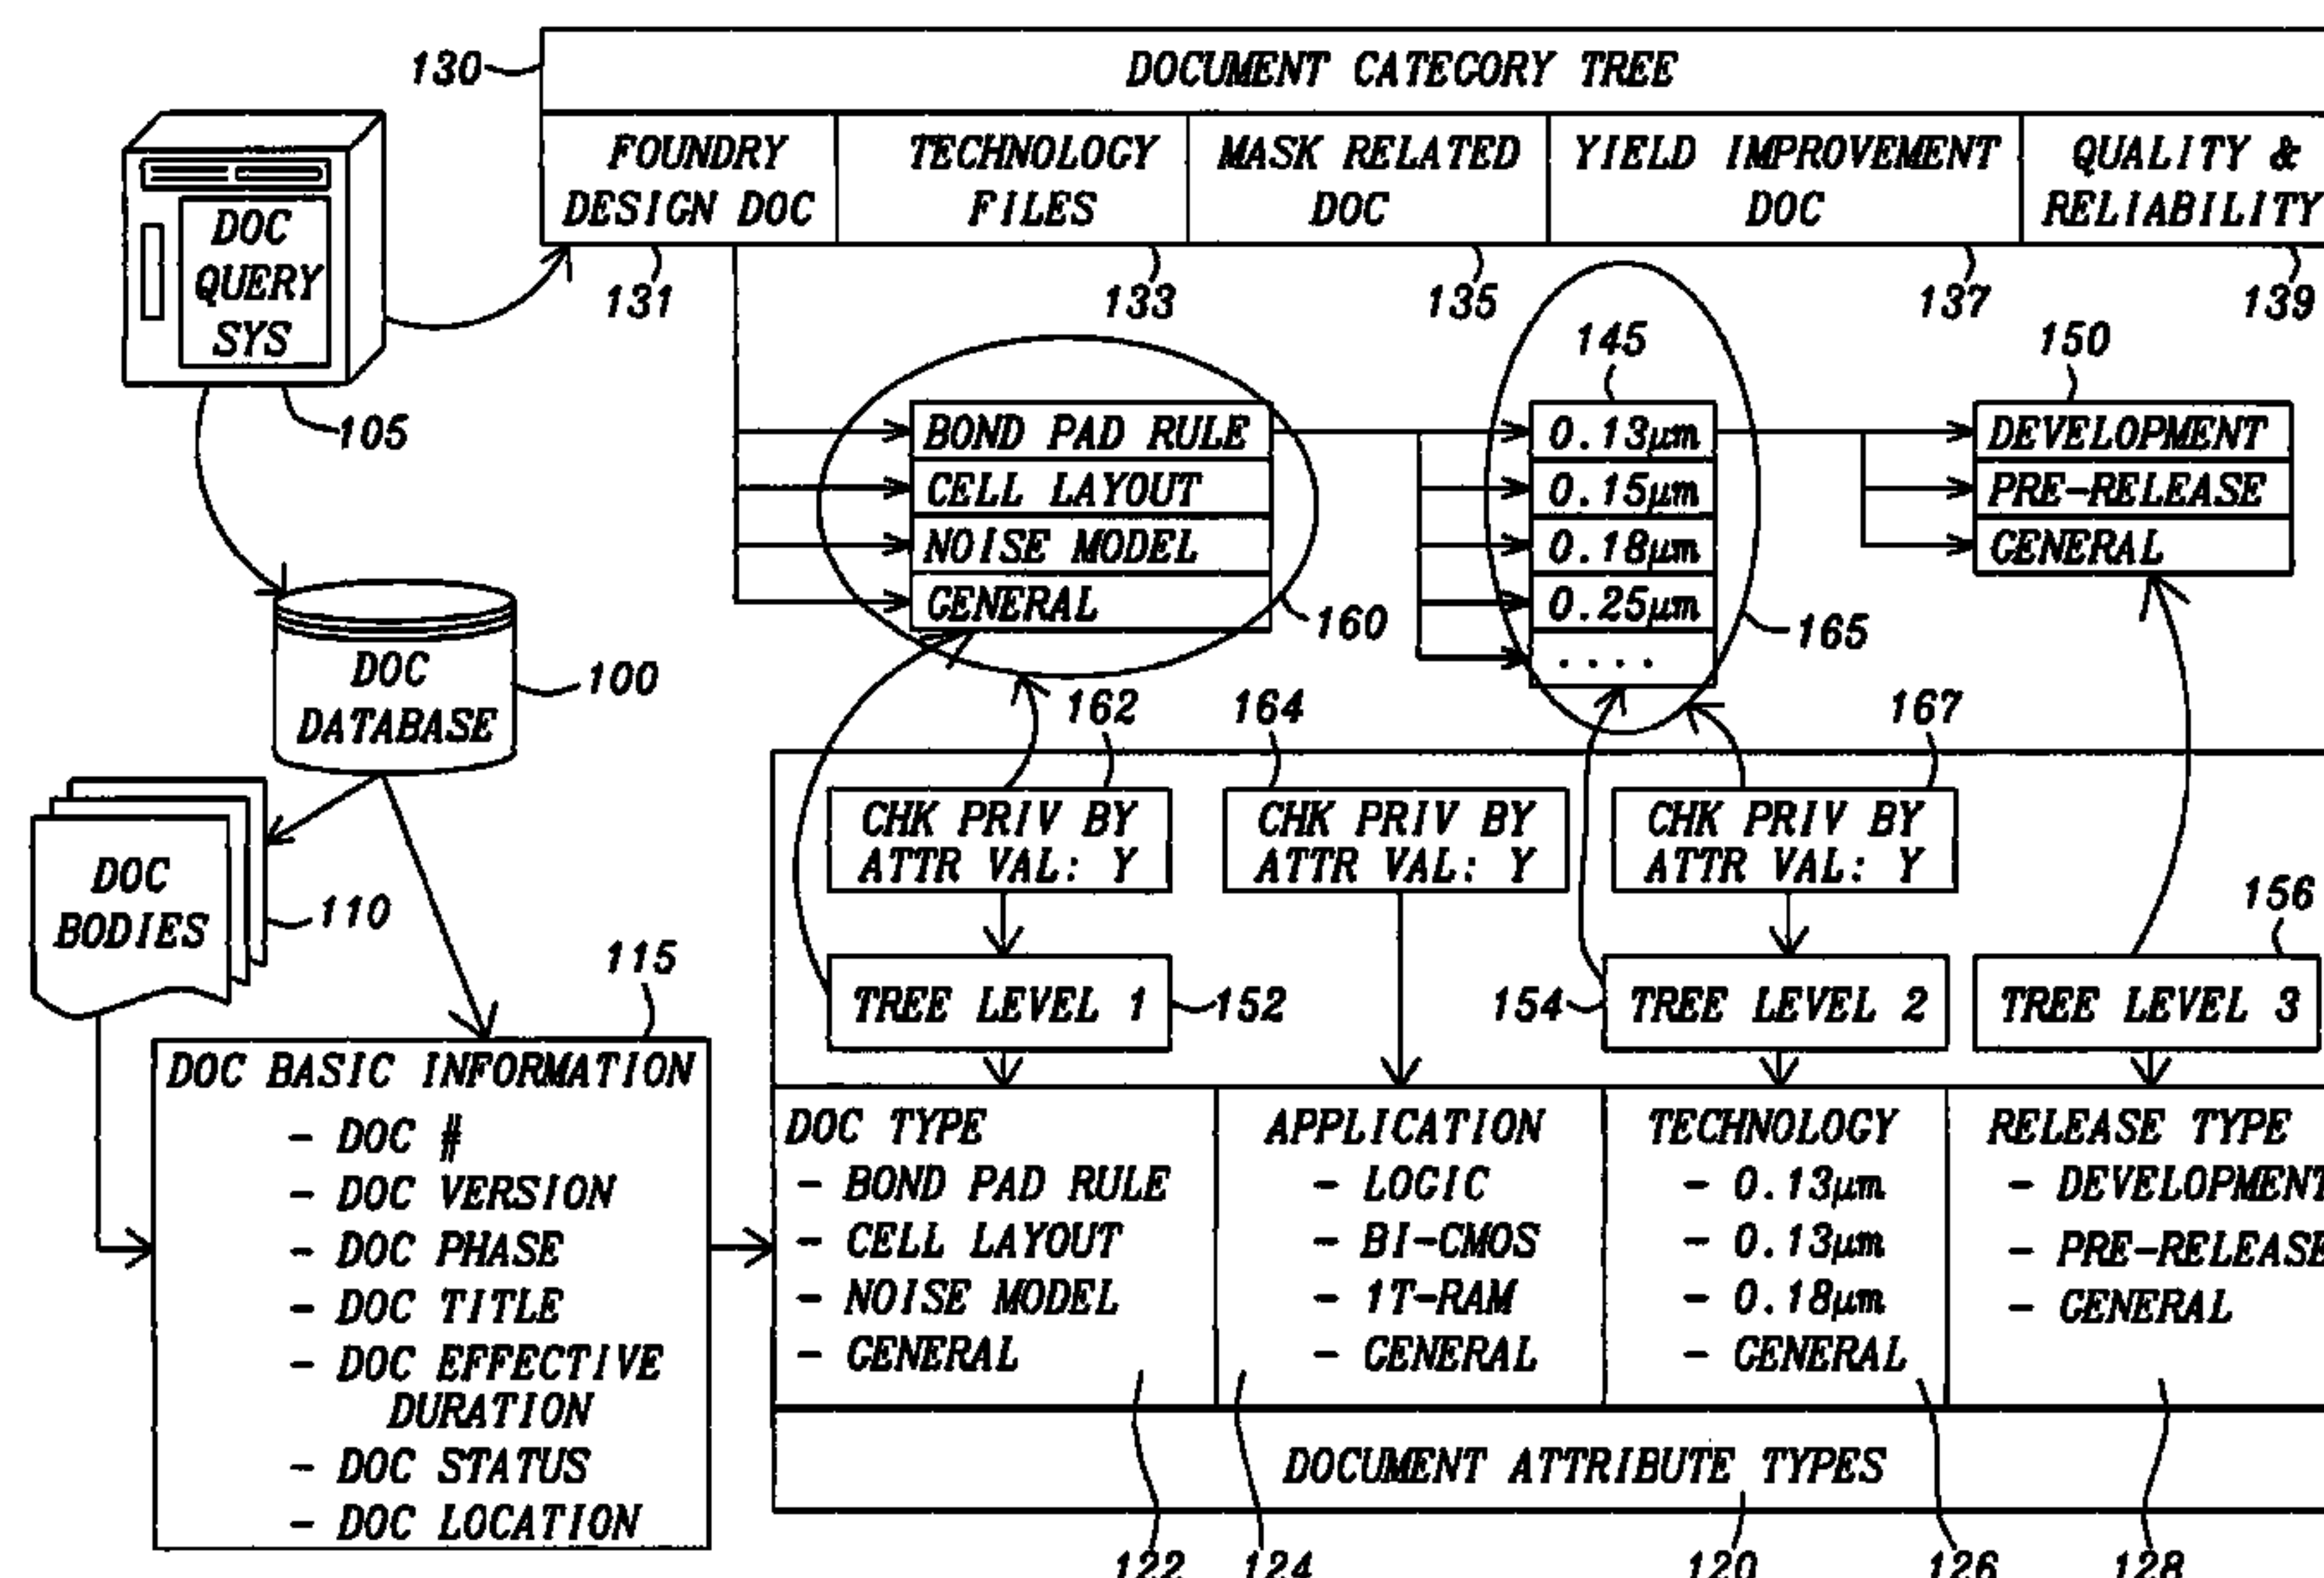 130
DOCUMENT CATEGORY TREE
FOUNDRY
DESIGN DOC
TECHNOLOGY
FILES
MASK RELATED
DOC
YIELD IMPROVEMENT
DOC
QUALITY &
RELIABILITY
131
133
135
137
139
DOC
QUERY
SYS
105
145
150
BOND PAD RULE
CELL LAYOUT
NOISE MODEL
GENERAL
160
0.13μm
0.15μm
0.18μm
0.25μm
....
165
DEVELOPMENT
PRE-RELEASE
GENERAL
DOC
DATABASE
100
162
164
167
CHK PRIV BY
ATTR VAL: Y
CHK PRIV BY
ATTR VAL: Y
CHK PRIV BY
ATTR VAL: Y
DOC
BODIES
110
156
115
TREE LEVEL 1
152
154
TREE LEVEL 2
TREE LEVEL 3
DOC BASIC INFORMATION
- DOC #
- DOC VERSION
- DOC PHASE
- DOC TITLE
- DOC EFFECTIVE
DURATION
- DOC STATUS
- DOC LOCATION
DOC TYPE
- BOND PAD RULE
- CELL LAYOUT
- NOISE MODEL
- GENERAL
APPLICATION
- LOGIC
- BI-CMOS
- 1T-RAM
- GENERAL
TECHNOLOGY
- 0.13μm
- 0.13μm
- 0.18μm
- GENERAL
RELEASE TYPE
- DEVELOPMENT
- PRE-RELEASE
- GENERAL
DOCUMENT ATTRIBUTE TYPES
122
124
120
126
128